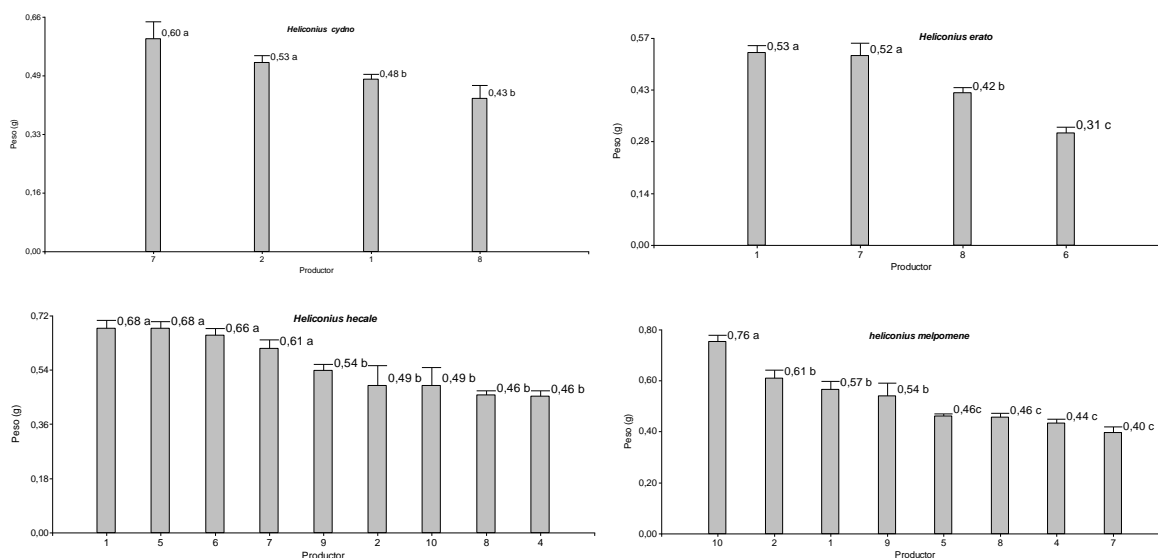 Heliconius cydno
0,66
0,49
0,33
0,16
0,00
Peso (g)
0,60 a
0,53 a
0,48 b
0,43 b
7 2 1 8
Productor
Heliconius erato
0,57
0,43
0,28
0,14
0,00
Peso (g)
0,53 a
0,52 a
0,42 b
0,31 c
1 7 8 6
Productor
Heliconius hecale
0,72
0,54
0,36
0,18
0,00
Peso (g)
0,68 a
0,68 a
0,66 a
0,61 a
0,54 b
0,49 b
0,49 b
0,46 b
0,46 b
1 5 6 7 9 2 10 8 4
Productor
heliconius melpomene
0,80
0,60
0,40
0,20
0,00
Peso (g)
0,76 a
0,61 b
0,57 b
0,54 b
0,46c
0,46 c
0,44 c
0,40 c
10 2 1 9 5 8 4 7
Productor